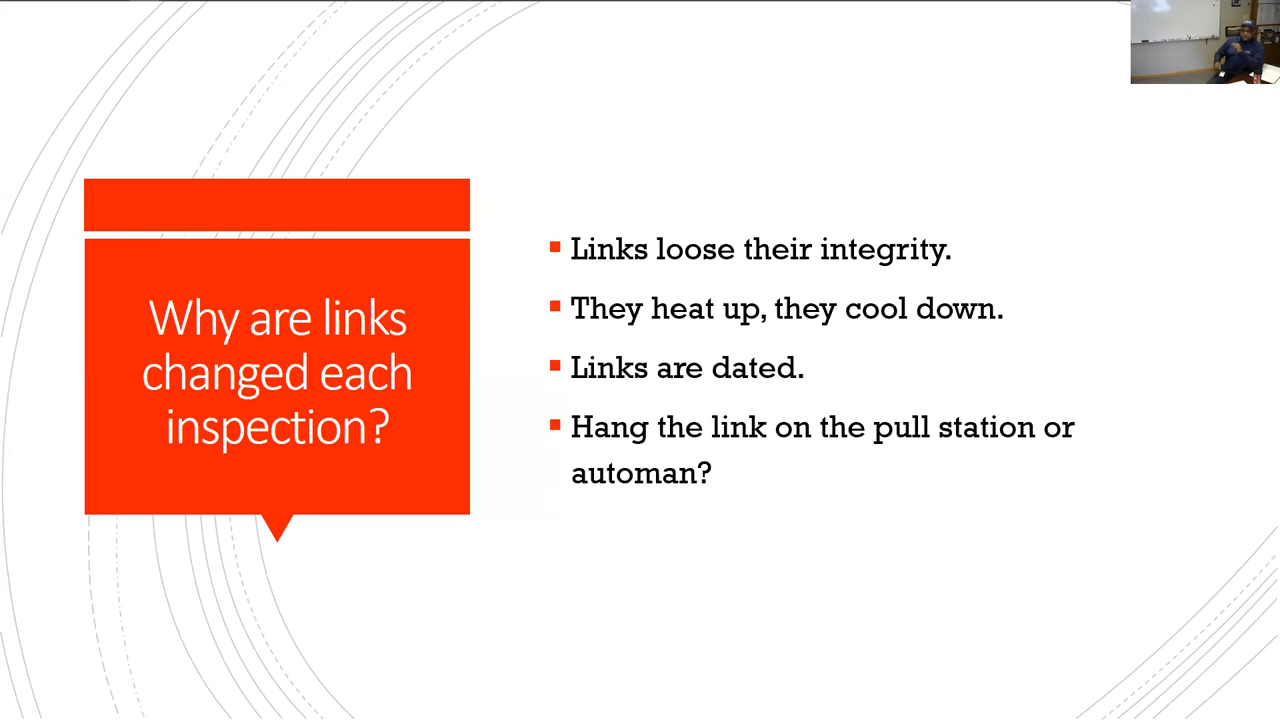 Why are links
changed each
inspection?
Links loose their integrity.
They heat up, they cool down.
Links are dated.
Hang the link on the pull station or
automan?